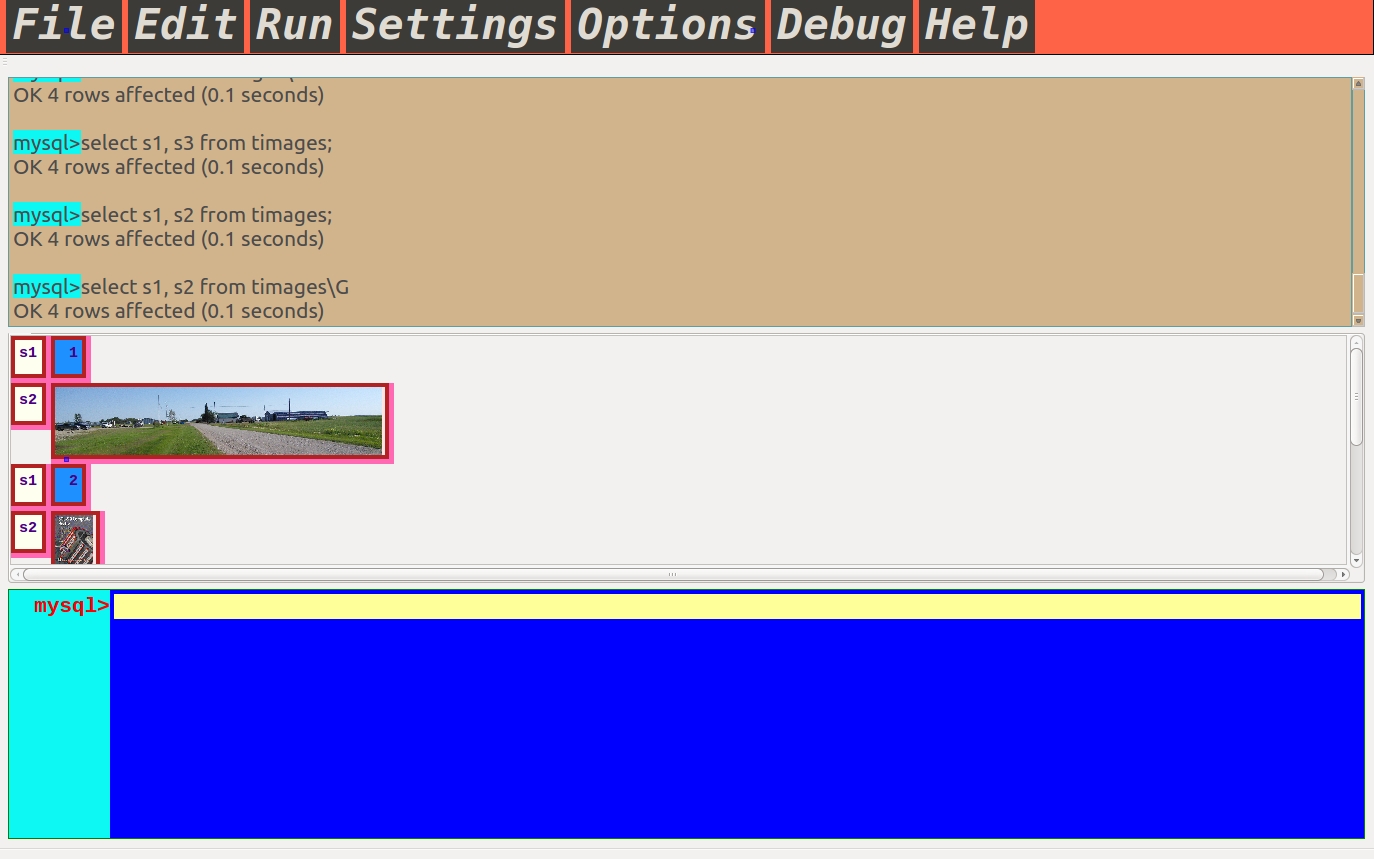 File Edit Run Settings Options Debug Help
OK 4 rows affected (0.1 seconds)
mysql>select s1, s3 from timages;
OK 4 rows affected (0.1 seconds)
mysql>select s1, s2 from timages;
OK 4 rows affected (0.1 seconds)
mysql>select s1, s2 from timages\G
OK 4 rows affected (0.1 seconds)
s1 1
s2
s1 2
s2
mysql>